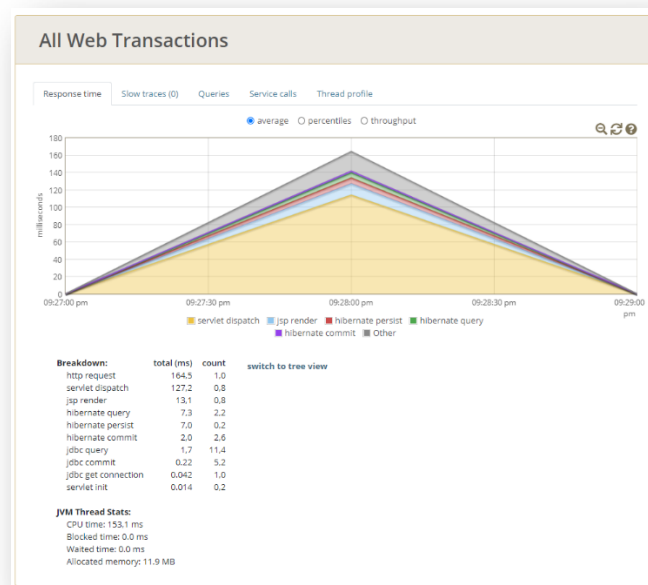 All Web Transactions
Response time Slow traces (0) Queries Service calls Thread profile
average percentiles throughput
180
160
140
120
100
80
60
40
20
0
milliseconds
09:27:00 pm 09:27:30 pm 09:28:00 pm 09:28:30 pm 09:29:00 pm
servlet dispatch jsp render hibernate persist hibernate query
hibernate commit Other
Breakdown: total (ms) count switch to tree view
http request 164,5 1.0
servlet dispatch 127,2 0.8
jsp render 13,1 0.8
hibernate query 7.3 2.2
hibernate persist 7.0 0.2
hibernate commit 2.0 2.6
jdbc query 1,7 11,4
jdbc commit 0.22 5.2
jdbc get connection 0.042 1.0
servlet init 0.014 0.2
JVM Thread Stats:
CPU time: 153.1 ms
Blocked time: 0.0 ms
Waited time: 0.0 ms
Allocated memory: 11.9 MB